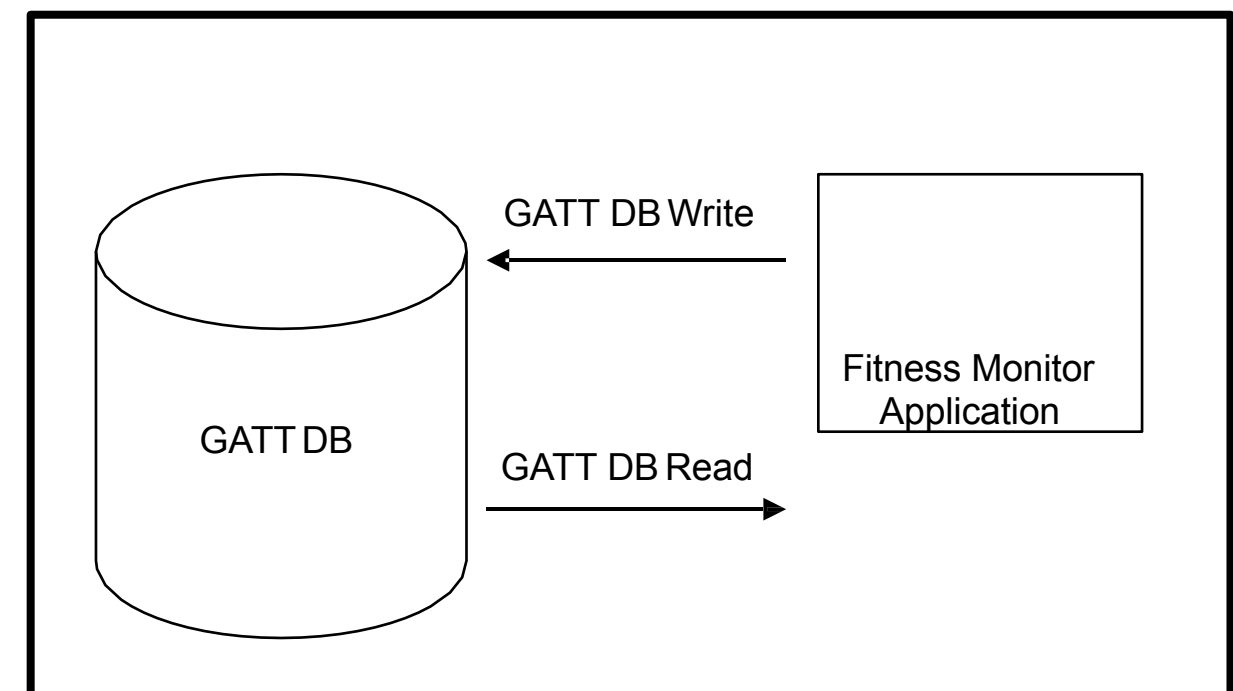 GATT DB Write
Fitness Monitor
Application
GATT DB
GATT DB Read